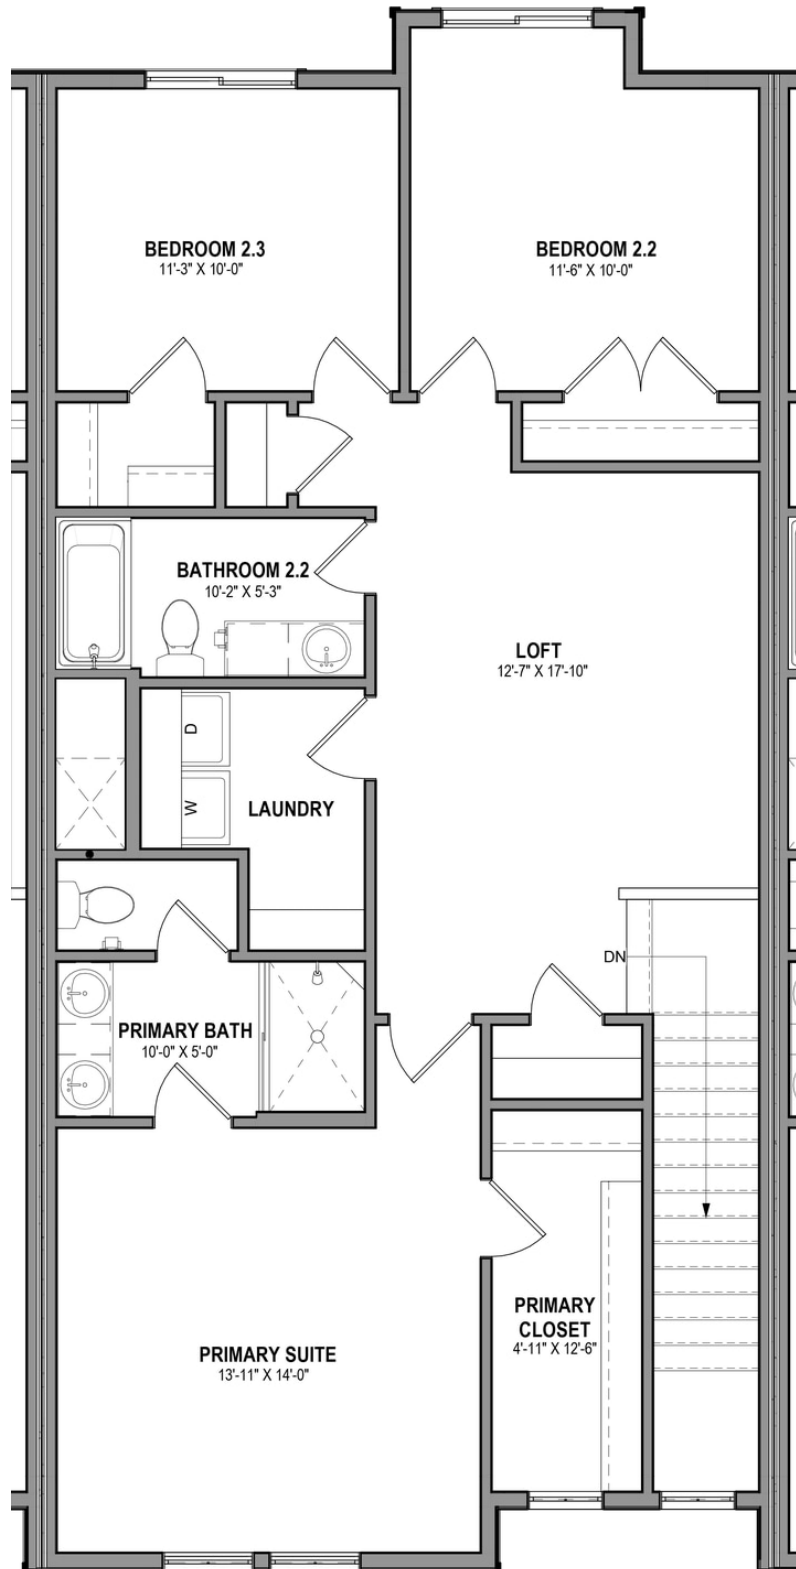 BEDROOM 2.3
11'-3" X 10'-0"
BEDROOM 2.2
11'-6" X 10'-0"
BATHROOM 2.2
10'-2" X 5'-3"
LOFT
12'-7" X 17'-10"
D
W
LAUNDRY
DN
PRIMARY BATH
10'-0" X 5'-0"
PRIMARY
CLOSET
4'-11" X 12'-6"
PRIMARY SUITE
13'-11" X 14'-0"